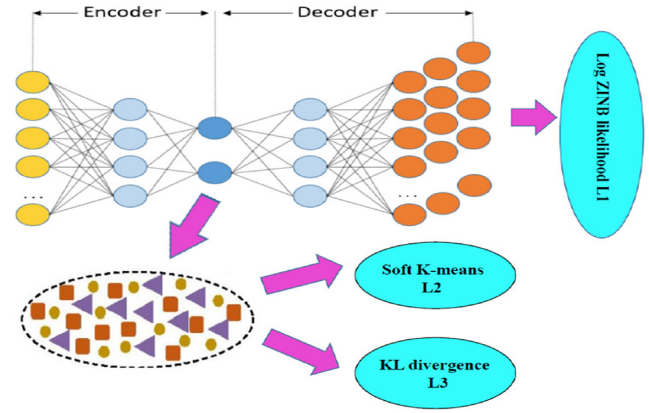 Encoder
Decoder
...
...
Log ZINB likelihood L1
Soft K-means
L2
KL divergence
L3